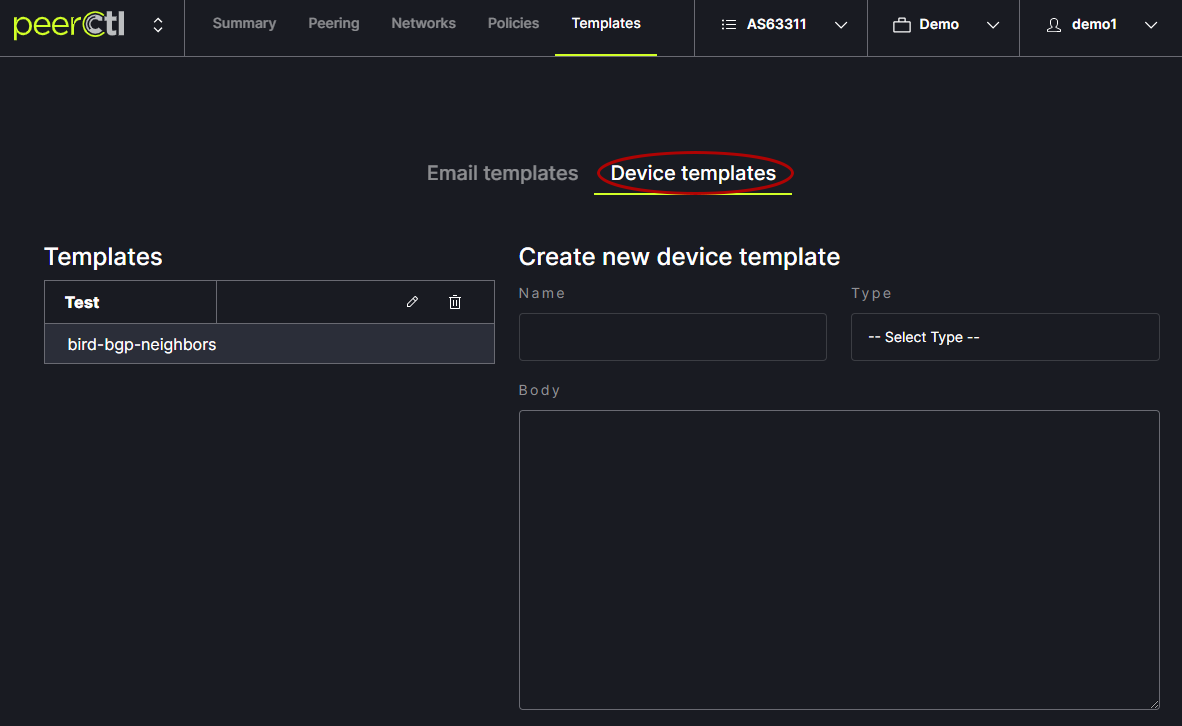 peerCtl Summary Peering Networks Policies Templates AS63311 Demo demo1
Email templates Device templates
Templates
Test
bird-bgp-neighbors
Create new device template
Name Type
-- Select Type --
Body